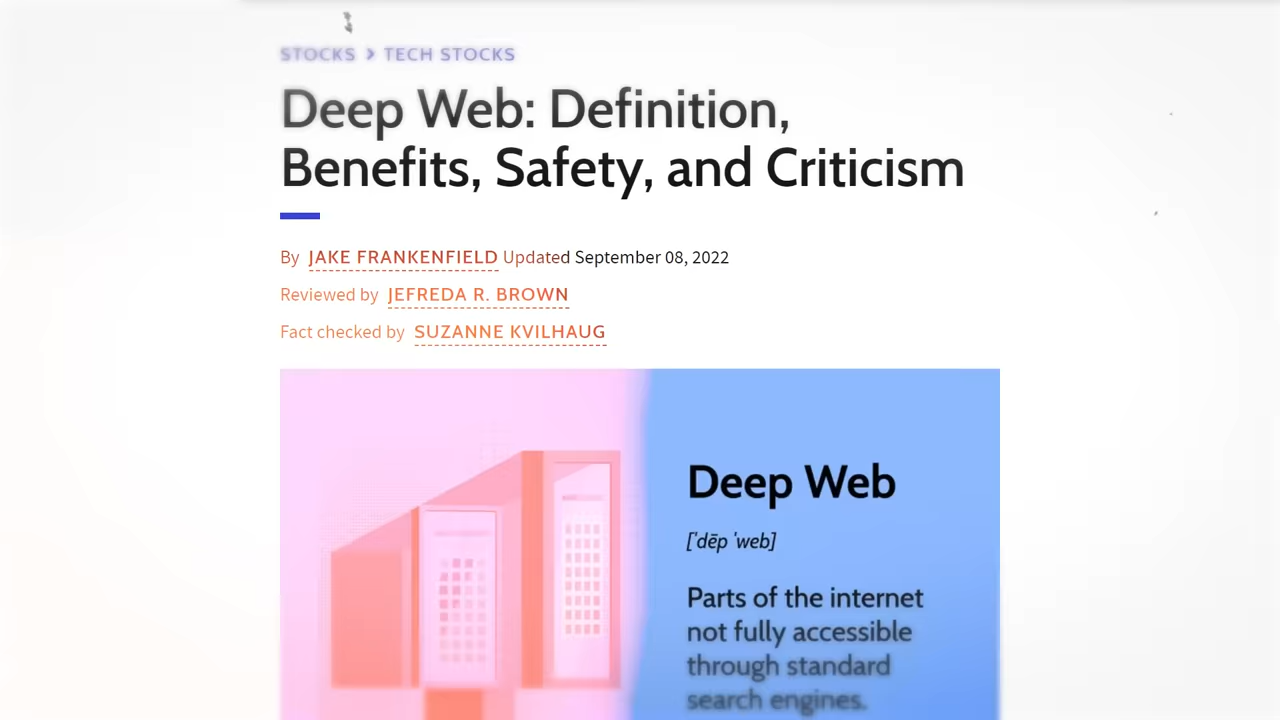 STOCKS > TECH STOCKS
Deep Web: Definition,
Benefits, Safety, and Criticism
By JAKE FRANKENFIELD Updated September 08, 2022
Reviewed by JEFREDA R. BROWN
Fact checked by SUZANNE KVILHAUG
Deep Web
['dēp 'web]
Parts of the internet
not fully accessible
through standard
search engines.